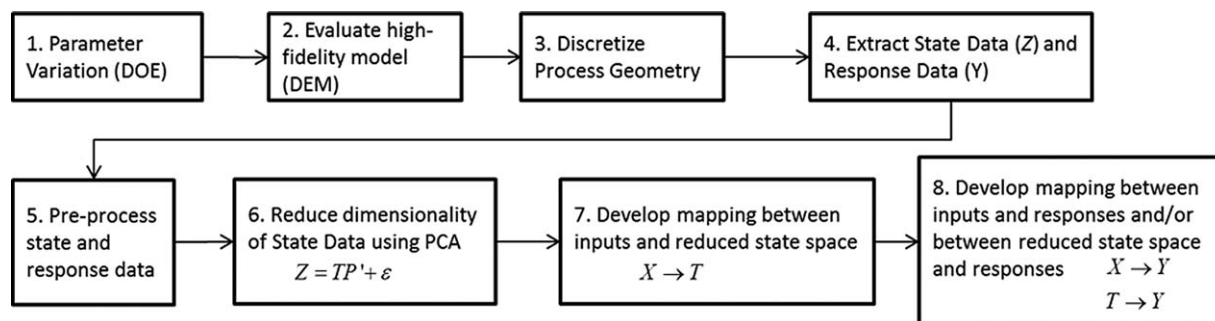 1. Parameter
Variation (DOE)
2. Evaluate high-
fidelity model
(DEM)
3. Discretize
Process Geometry
4. Extract State Data (Z) and
Response Data (Y)
5. Pre-process
state and
response data
6. Reduce dimensionality
of State Data using PCA
Z = TP' + ε
7. Develop mapping between
inputs and reduced state space
X → T
8. Develop mapping between
inputs and responses and/or
between reduced state space
and responses X → Y
T → Y